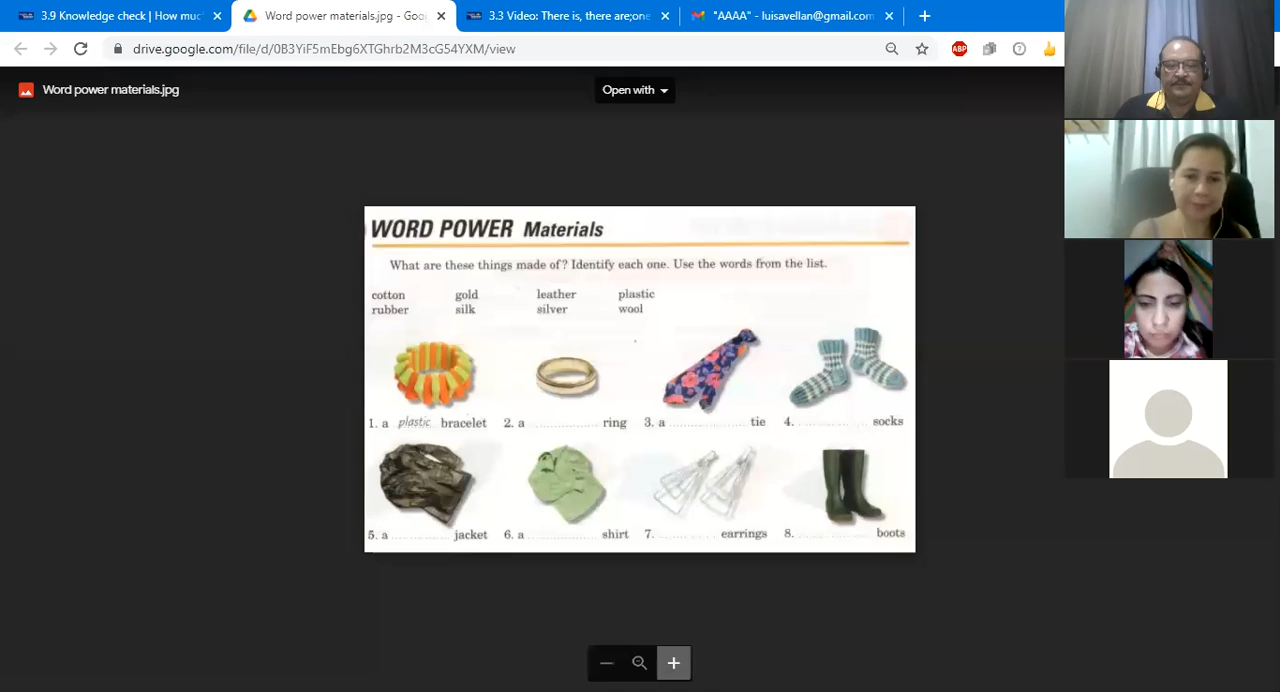 3.9 Knowledge check | How muc
Word power materials.jpg - Goo
3.3 Video: There is, there are;one
"AAAA" - luisavellan@gmail.com
drive.google.com/file/d/0B3YiF5mEbg6XTGhrb2M3cG54YXM/view
ABP
Word power materials.jpg
Open with
WORD POWER Materials
What are these things made of? Identify each one. Use the words from the list.
cotton gold leather plastic
rubber silk silver wool
1. a plastic bracelet 2. a ............ ring 3. a ............ tie 4. ............ socks
5. a ............ jacket 6. a ............ shirt 7. ............ earrings 8. ............ boots